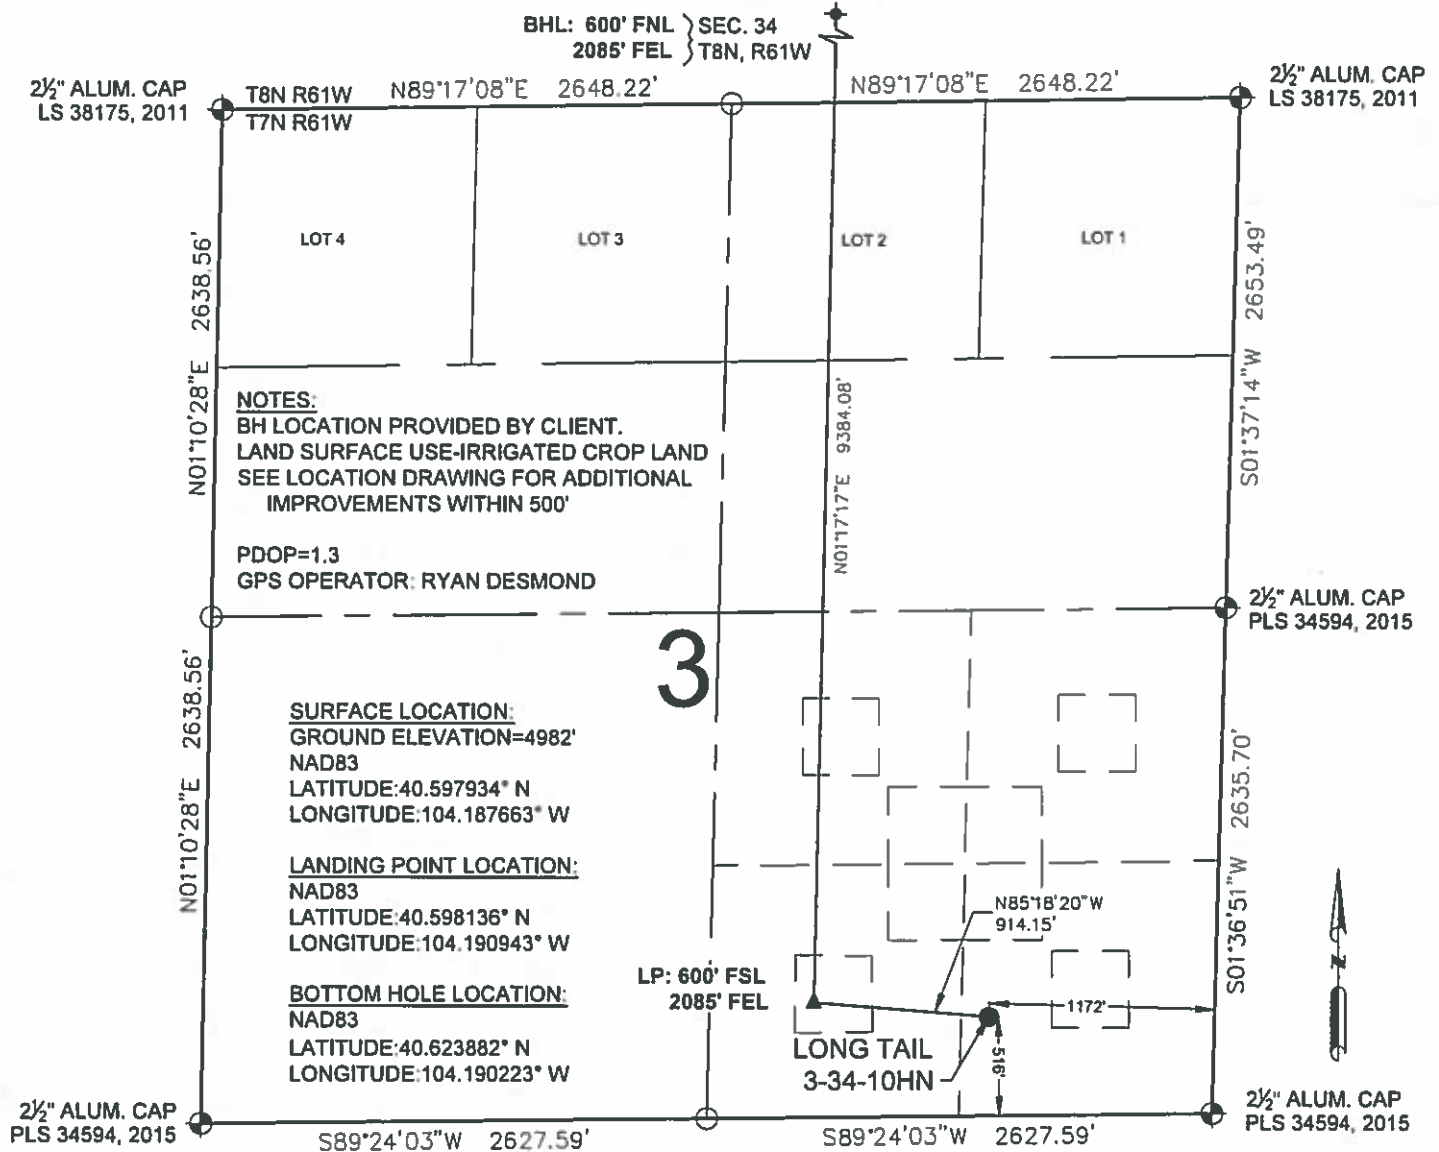 BHL: 600' FNL } SEC. 34
2085' FEL } T8N, R61W
2½" ALUM. CAP
LS 38175, 2011
T8N R61W
T7N R61W
N89°17'08"E 2648.22'
N89°17'08"E 2648.22'
2½" ALUM. CAP
LS 38175, 2011
LOT 4
LOT 3
LOT 2
LOT 1
N01°10'28"E 2638.56'
S01°37'14"W 2653.49'
NOTES:
BH LOCATION PROVIDED BY CLIENT.
LAND SURFACE USE-IRRIGATED CROP LAND
SEE LOCATION DRAWING FOR ADDITIONAL
IMPROVEMENTS WITHIN 500'
PDOP=1.3
GPS OPERATOR: RYAN DESMOND
N01°17'17"E 9384.08'
2½" ALUM. CAP
PLS 34594, 2015
3
N01°10'28"E 2638.56'
SURFACE LOCATION:
GROUND ELEVATION=4982'
NAD83
LATITUDE:40.597934° N
LONGITUDE:104.187663° W
LANDING POINT LOCATION:
NAD83
LATITUDE:40.598136° N
LONGITUDE:104.190943° W
BOTTOM HOLE LOCATION:
NAD83
LATITUDE:40.623882° N
LONGITUDE:104.190223° W
S01°36'51"W 2635.70'
N85°18'20"W
914.15'
LP: 600' FSL
2085' FEL
1172'
516'
LONG TAIL
3-34-10HN
N
2½" ALUM. CAP
PLS 34594, 2015
S89°24'03"W 2627.59'
S89°24'03"W 2627.59'
2½" ALUM. CAP
PLS 34594, 2015